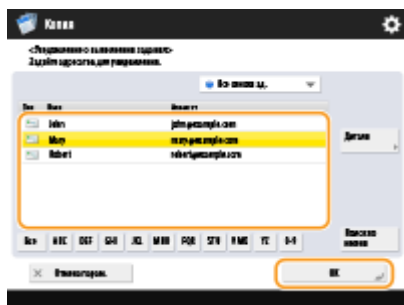 Копия
<Уведомление о выполнении задания>
Задайте адресата для уведомления.
Все списки ад.
Тип Имя Адресат
John john@example.com
Mary mary@example.com
Детали
Robert robert@example.com
Все ABC DEF GHI JKL MNO PQR STU VWX YZ 0-9
OK